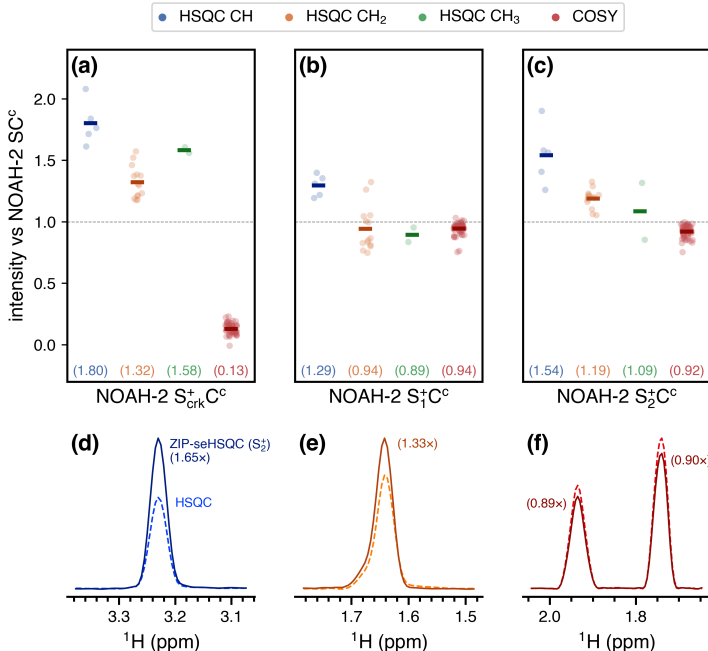 HSQC CH HSQC CH₂ HSQC CH₃ COSY
intensity vs NOAH-2 SCᶜ
2.0
1.5
1.0
0.5
0.0
(a)
(1.80) (1.32) (1.58) (0.13)
NOAH-2 S⁺crkCᶜ
(b)
(1.29) (0.94) (0.89) (0.94)
NOAH-2 S⁺₁Cᶜ
(c)
(1.54) (1.19) (1.09) (0.92)
NOAH-2 S⁺₂Cᶜ
(d)
ZIP-seHSQC (S⁺₂)
(1.65×)
HSQC
3.3 3.2 3.1
¹H (ppm)
(e)
(1.33×)
1.7 1.6 1.5
¹H (ppm)
(f)
(0.90×)
(0.89×)
2.0 1.8
¹H (ppm)